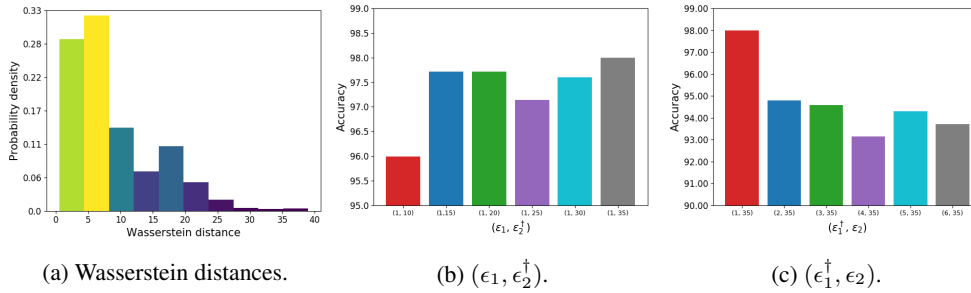 0.33
0.28
0.22
0.17
0.11
0.06
0.0
Probability density
0 5 10 15 20 25 30 35 40
Wasserstein distance
(a) Wasserstein distances.
99.0
98.5
98.0
97.5
97.0
96.5
96.0
95.5
95.0
Accuracy
(1, 10) (1,15) (1, 20) (1, 25) (1, 30) (1, 35)
(ε₁, ε₂†)
(b) (ϵ₁, ϵ₂†).
99.00
98.00
97.00
96.00
95.00
94.00
93.00
92.00
91.00
90.00
Accuracy
(1, 35) (2, 35) (3, 35) (4, 35) (5, 35) (6, 35)
(ε₁†, ε₂)
(c) (ϵ₁†, ϵ₂).